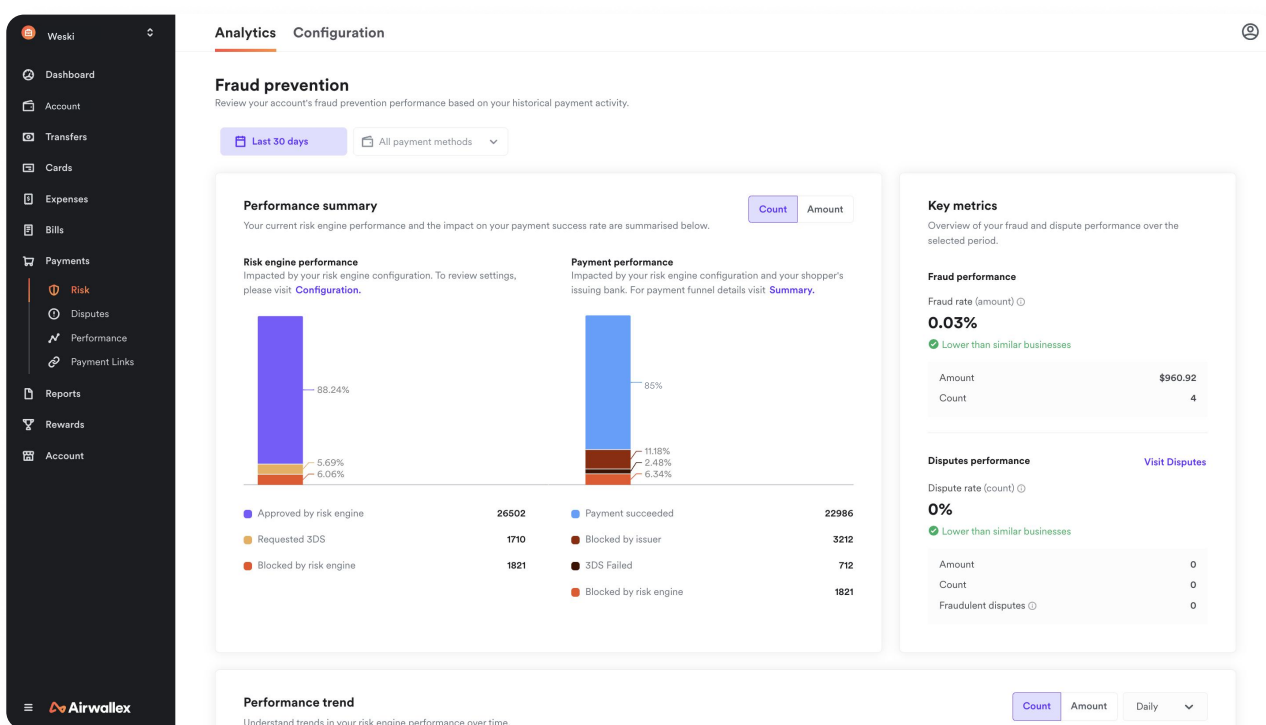 Weski
Dashboard
Account
Transfers
Cards
Expenses
Bills
Payments
Risk
Disputes
Performance
Payment Links
Reports
Rewards
Account
Airwallex
Analytics Configuration
Fraud prevention
Review your account's fraud prevention performance based on your historical payment activity.
Last 30 days All payment methods
Performance summary
Count Amount
Your current risk engine performance and the impact on your payment success rate are summarised below.
Risk engine performance
Impacted by your risk engine configuration. To review settings,
please visit Configuration.
88.24%
5.69%
6.06%
Approved by risk engine 26502
Requested 3DS 1710
Blocked by risk engine 1821
Payment performance
Impacted by your risk engine configuration and your shopper's
issuing bank. For payment funnel details visit Summary.
85%
11.18%
2.48%
6.34%
Payment succeeded 22986
Blocked by issuer 3212
3DS Failed 712
Blocked by risk engine 1821
Key metrics
Overview of your fraud and dispute performance over the
selected period.
Fraud performance
Fraud rate (amount)
0.03%
Lower than similar businesses
Amount $960.92
Count 4
Disputes performance Visit Disputes
Dispute rate (count)
0%
Lower than similar businesses
Amount 0
Count 0
Fraudulent disputes 0
Performance trend
Count Amount Daily
Understand trends in your risk engine performance over time.